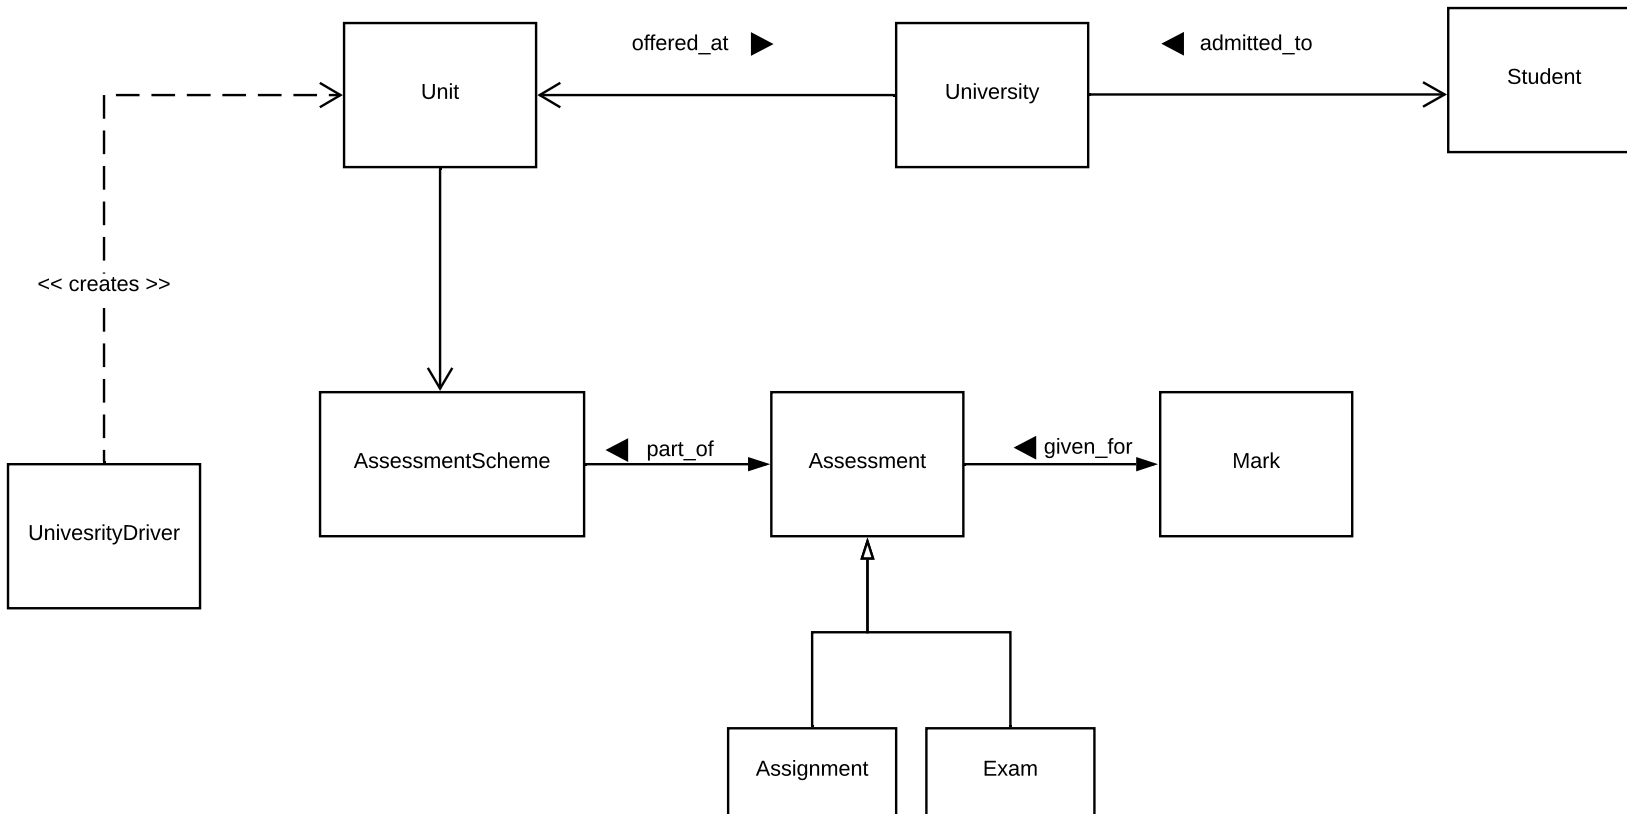 offered_at
admitted_to
Unit
University
Student
<< creates >>
AssessmentScheme
part_of
Assessment
given_for
Mark
UnivesrityDriver
Assignment
Exam